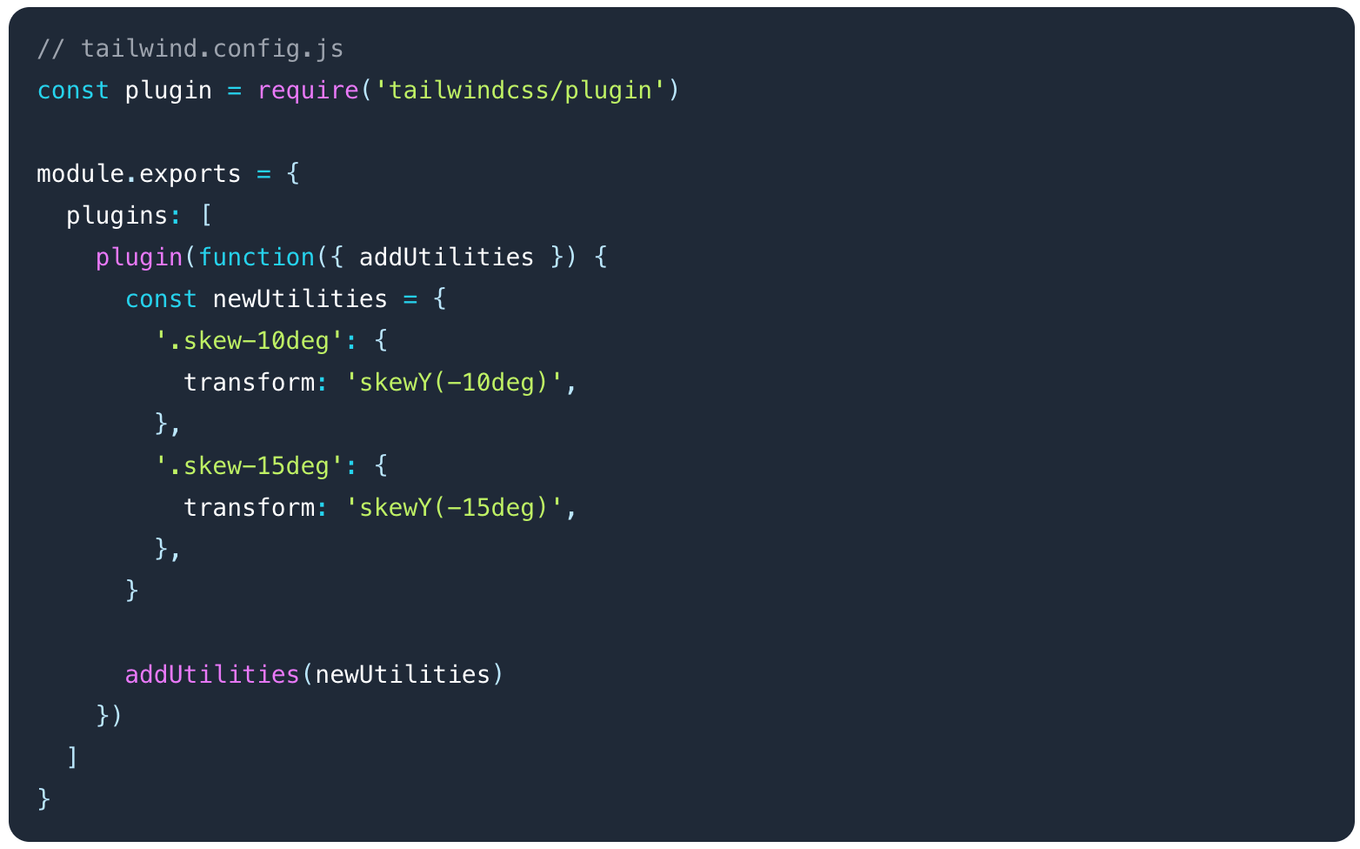 // tailwind.config.js
const plugin = require('tailwindcss/plugin')

module.exports = {
  plugins: [
    plugin(function({ addUtilities }) {
      const newUtilities = {
        '.skew-10deg': {
          transform: 'skewY(-10deg)',
        },
        '.skew-15deg': {
          transform: 'skewY(-15deg)',
        },
      }

      addUtilities(newUtilities)
    })
  ]
}